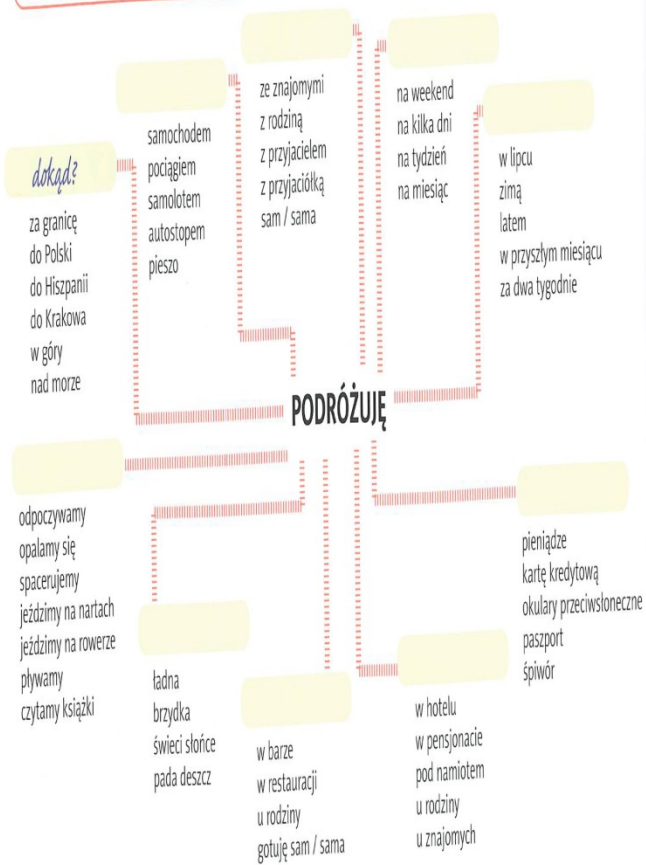 dokąd?
za granicę
do Polski
do Hiszpanii
do Krakowa
w góry
nad morze
samochodem
pociągiem
samolotem
autostopem
pieszo
ze znajomymi
z rodziną
z przyjacielem
z przyjaciółką
sam / sama
na weekend
na kilka dni
na tydzień
na miesiąc
w lipcu
zimą
latem
w przyszłym miesiącu
za dwa tygodnie
PODRÓŻUJĘ
odpoczywamy
opalamy się
spacerujemy
jeździmy na nartach
jeździmy na rowerze
pływamy
czytamy książki
ładna
brzydka
świeci słońce
pada deszcz
w barze
w restauracji
u rodziny
gotuję sam / sama
w hotelu
w pensjonacie
pod namiotem
u rodziny
u znajomych
pieniądze
kartę kredytową
okulary przeciwsłoneczne
paszport
śpiwór